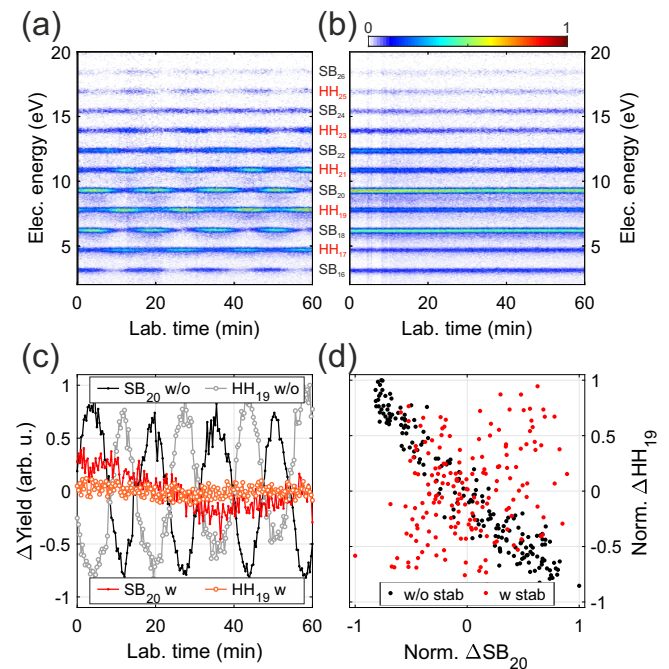 (a)
(b)
0
1
20
15
10
5
Elec. energy (eV)
SB26
HH25
SB24
HH23
SB22
HH21
SB20
HH19
SB18
HH17
SB16
20
15
10
5
Elec. energy (eV)
0 20 40 60
Lab. time (min)
0 20 40 60
Lab. time (min)
(c)
(d)
SB20 w/o HH19 w/o
1
0.5
0
-0.5
-1
ΔYield (arb. u.)
SB20 w HH19 w
0 20 40 60
Lab. time (min)
1
0.5
0
-0.5
-1
Norm. ΔHH19
w/o stab w stab
-1 0 1
Norm. ΔSB20